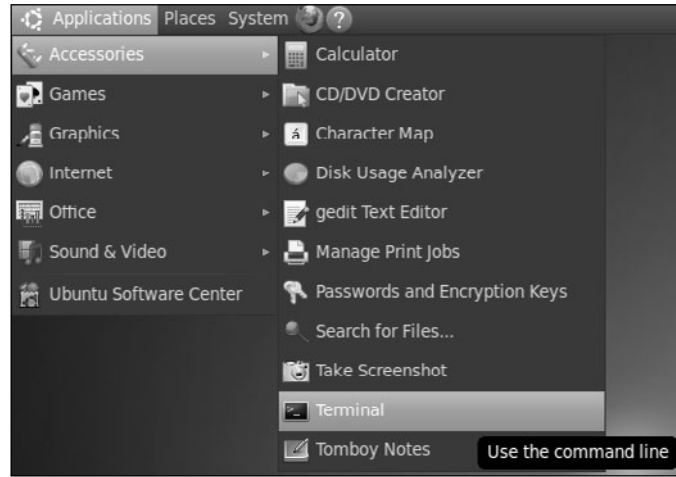 Applications Places System ?
Accessories
Games
Graphics
Internet
Office
Sound & Video
Ubuntu Software Center
Calculator
CD/DVD Creator
á Character Map
Disk Usage Analyzer
gedit Text Editor
Manage Print Jobs
Passwords and Encryption Keys
Search for Files...
Take Screenshot
Terminal
Tomboy Notes
Use the command line